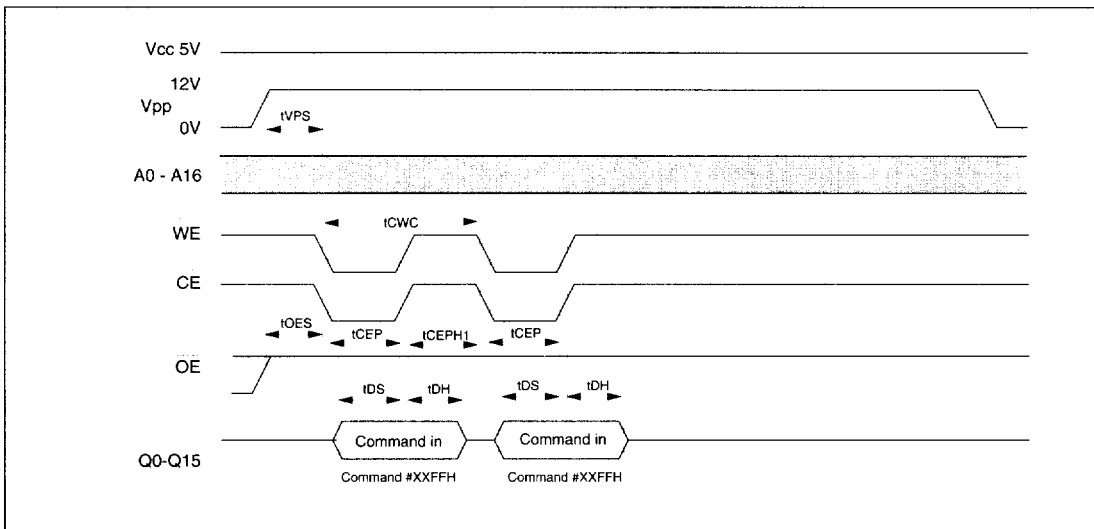 Vcc 5V
12V
Vpp
tVPS
0V
A0 - A16
tCWC
WE
CE
tOES
tCEP
tCEPH1
tCEP
OE
tDS
tDH
tDS
tDH
Command in
Command in
Q0-Q15
Command #XXFFH
Command #XXFFH